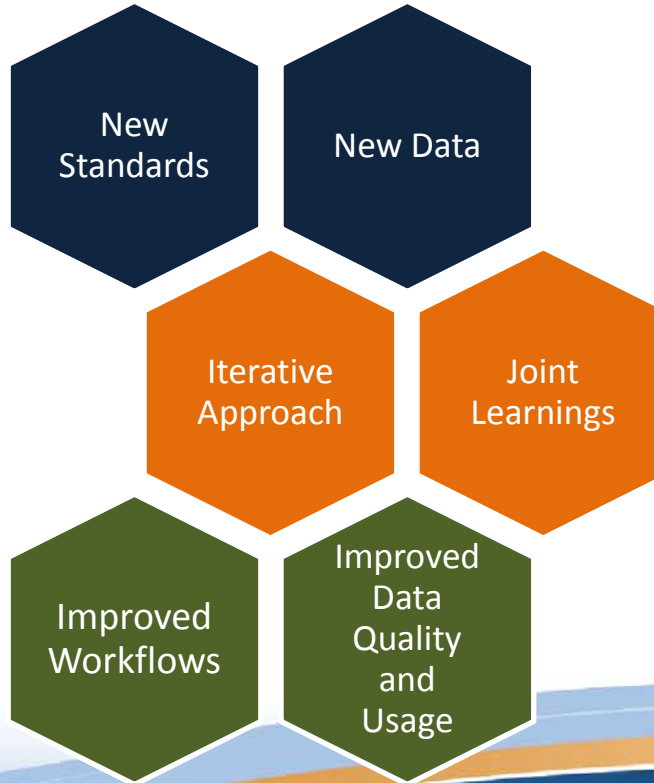 New
Standards
New Data
Iterative
Approach
Joint
Learnings
Improved
Workflows
Improved
Data
Quality
and
Usage